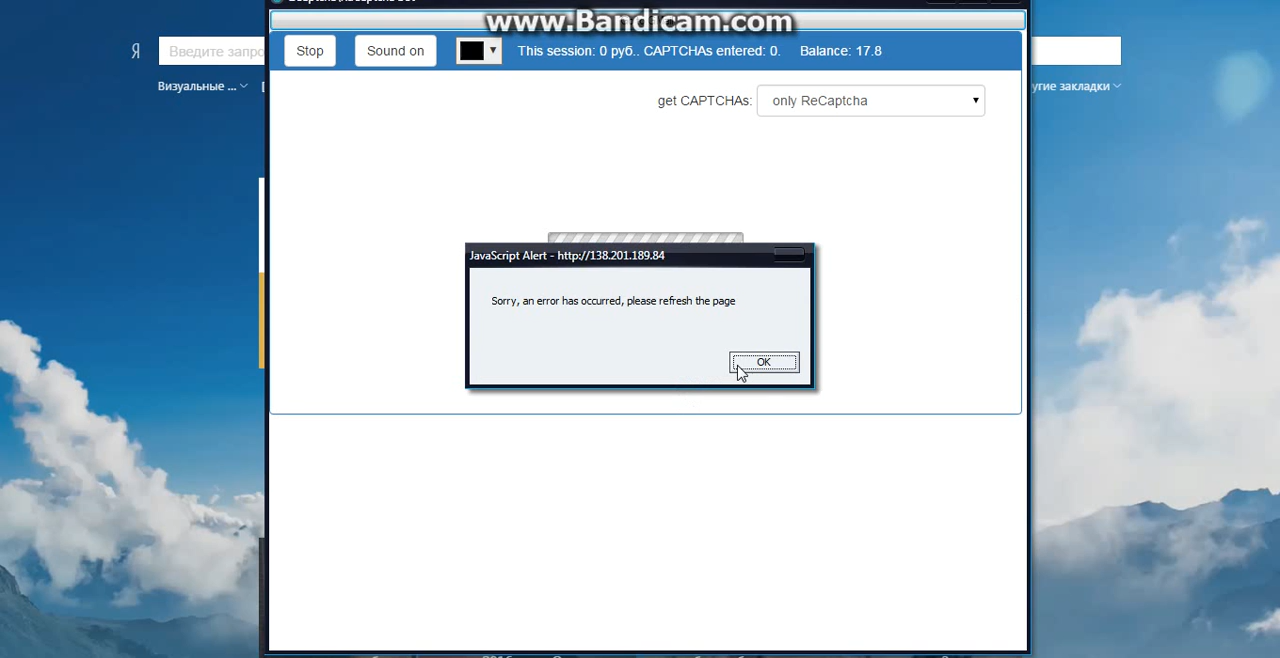 www.Bandicam.com
Я
Введите запро
Stop
Sound on
This session: 0 руб.. CAPTCHAs entered: 0.
Balance: 17.8
Визуальные ...
угие закладки
get CAPTCHAs:
only ReCaptcha
JavaScript Alert - http://138.201.189.84
Sorry, an error has occurred, please refresh the page
OK